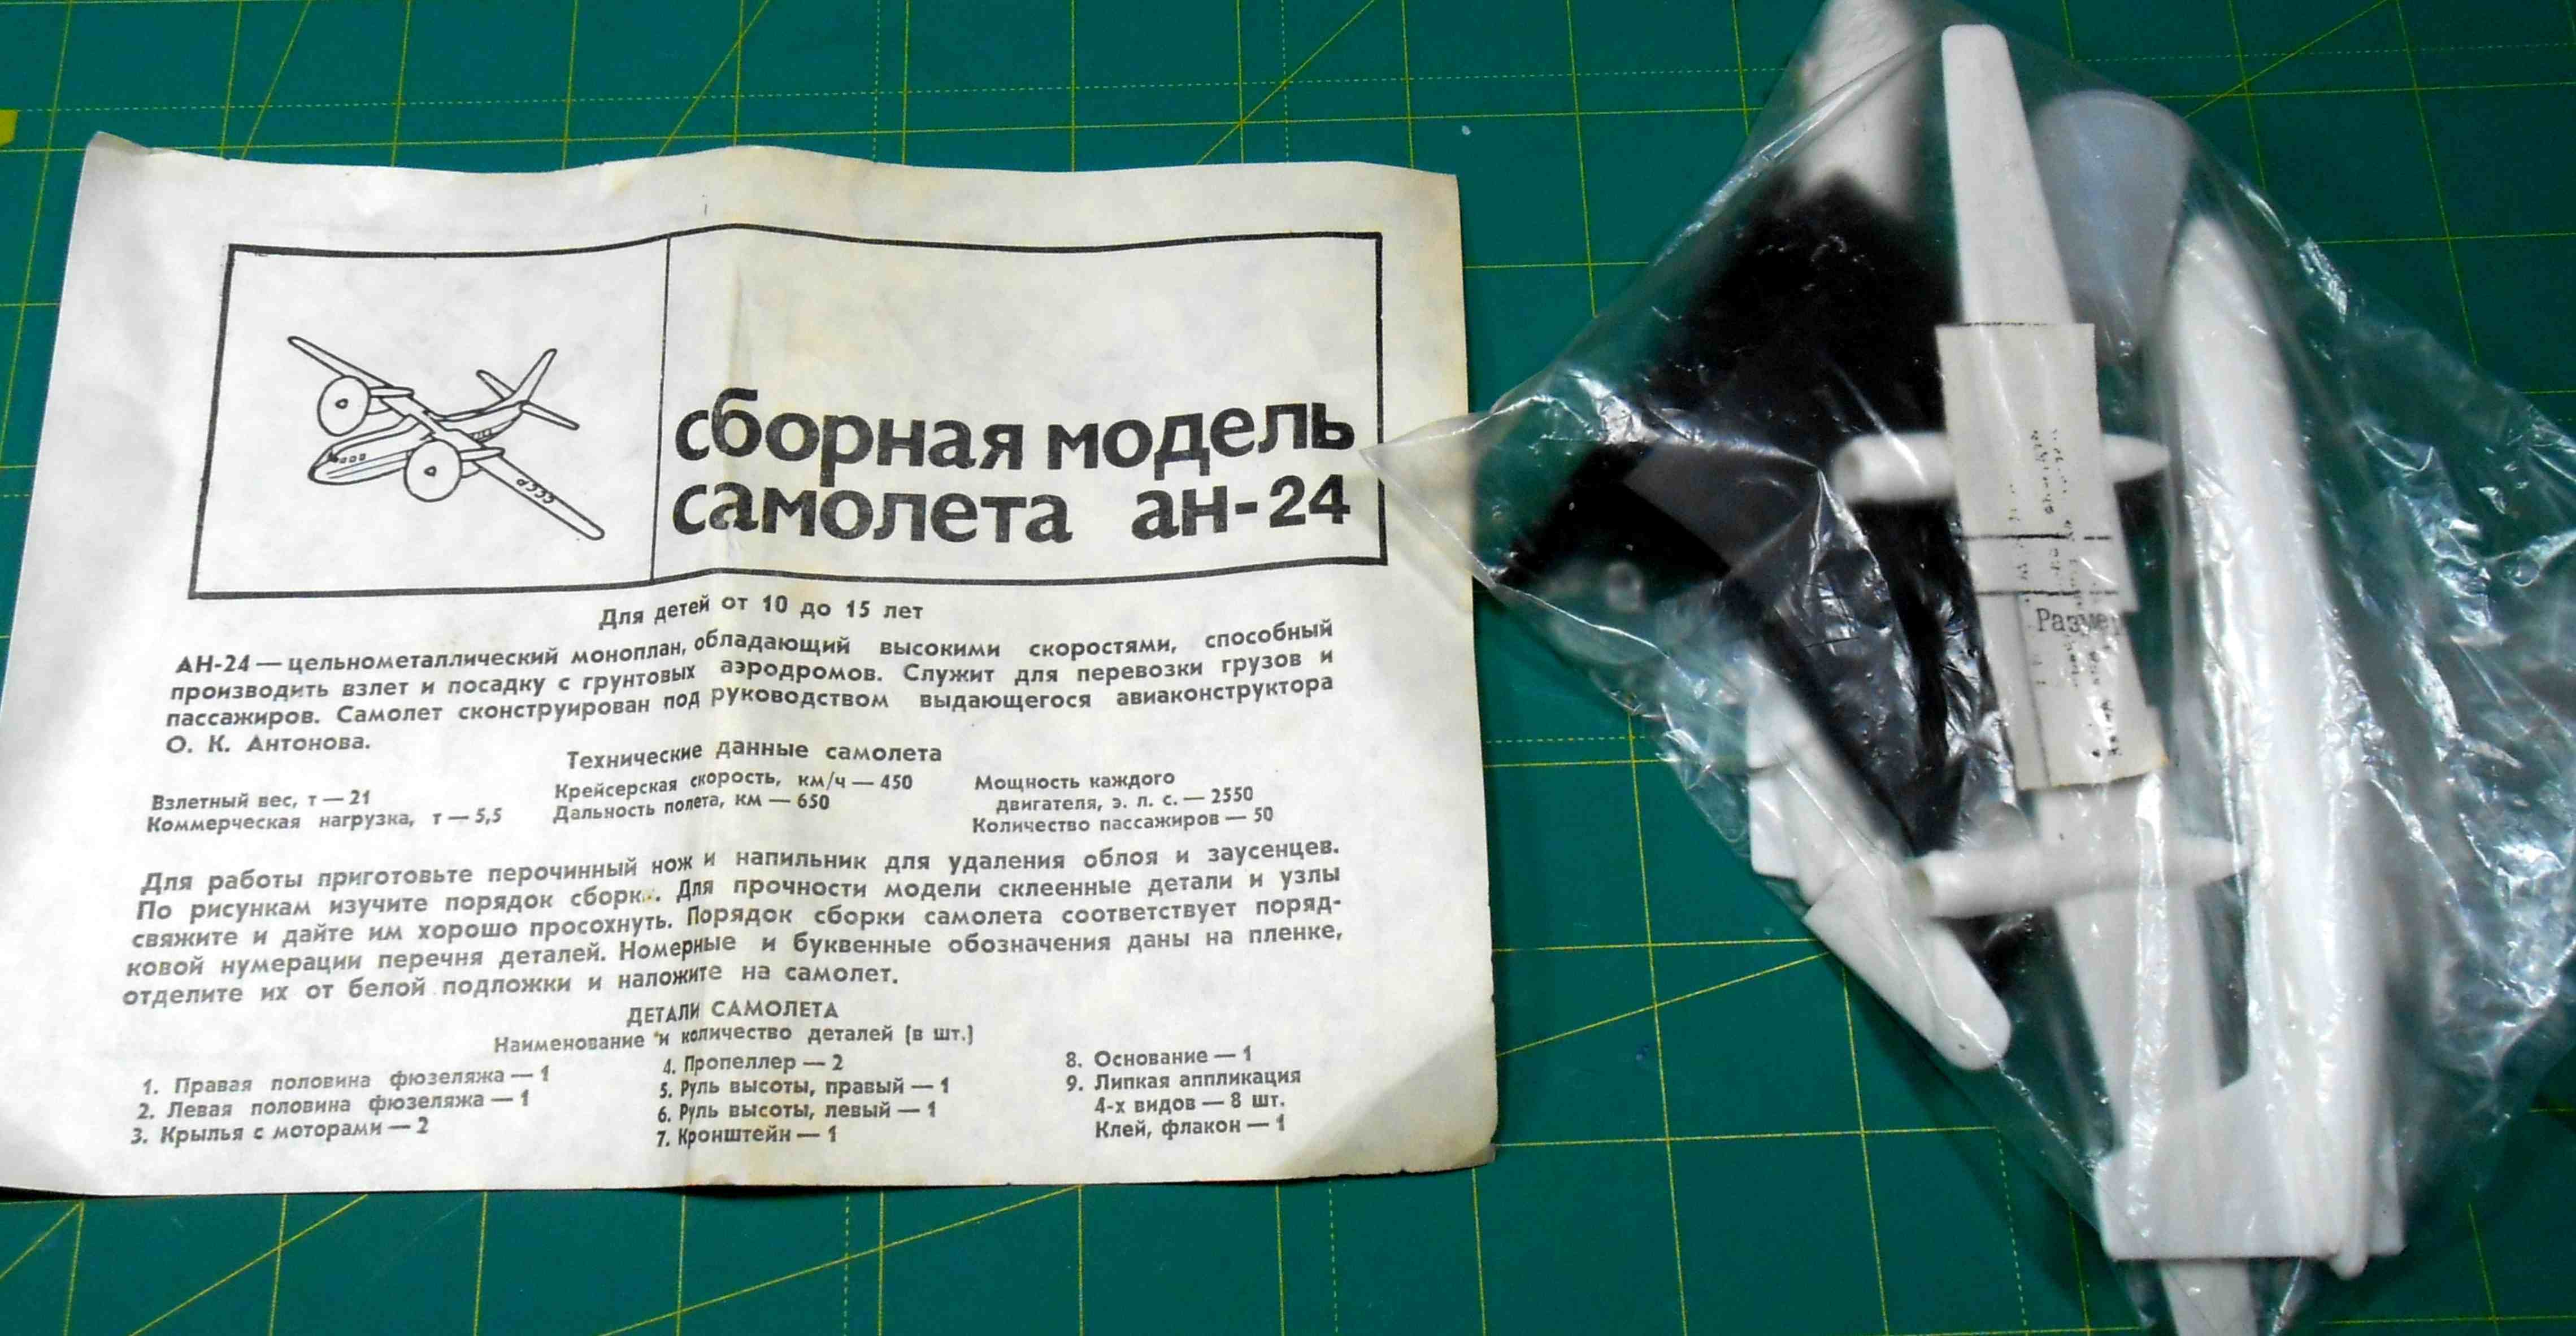 сборная модель
самолета ан-24
Для детей от 10 до 15 лет
АН-24 — цельнометаллический моноплан, обладающий высокими скоростями, способный
производить взлет и посадку с грунтовых аэродромов. Служит для перевозки грузов и
пассажиров. Самолет сконструирован под руководством выдающегося авиаконструктора
О. К. Антонова.
Технические данные самолета
Взлетный вес, т — 21
Коммерческая нагрузка, т — 5,5
Крейсерская скорость, км/ч — 450
Дальность полета, км — 650
Мощность каждого
двигателя, э. л. с. — 2550
Количество пассажиров — 50
Для работы приготовьте перочинный нож и напильник для удаления облоя и заусенцев.
По рисункам изучите порядок сборк.. Для прочности модели склеенные детали и узлы
свяжите и дайте им хорошо просохнуть. Порядок сборки самолета соответствует поряд-
ковой нумерации перечня деталей. Номерные и буквенные обозначения даны на пленке,
отделите их от белой подложки и наложите на самолет.
ДЕТАЛИ САМОЛЕТА
Наименование и количество деталей (в шт.)
1. Правая половина фюзеляжа — 1
2. Левая половина фюзеляжа — 1
3. Крылья с моторами — 2
4. Пропеллер — 2
5. Руль высоты, правый — 1
6. Руль высоты, левый — 1
7. Кронштейн — 1
8. Основание — 1
9. Липкая аппликация
4-х видов — 8 шт.
Клей, флакон — 1